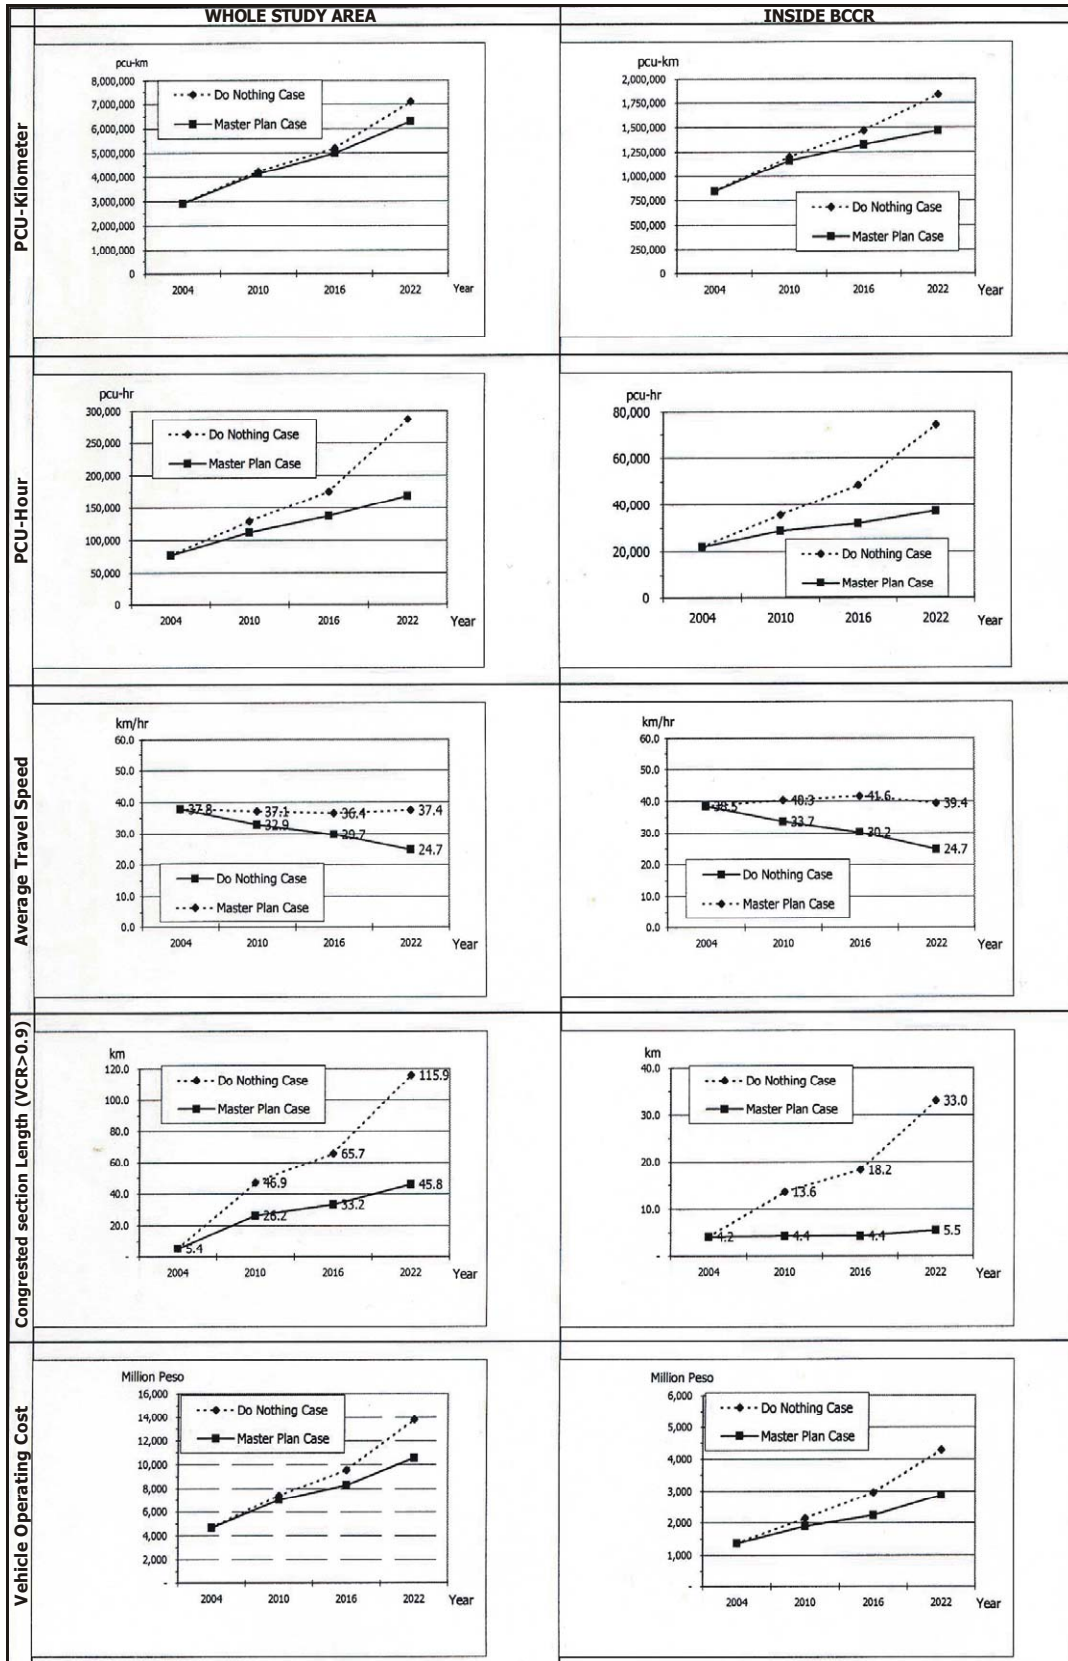 WHOLE STUDY AREA
INSIDE BCCR
PCU-Kilometer
pcu-km
8,000,000
7,000,000
6,000,000
5,000,000
4,000,000
3,000,000
2,000,000
1,000,000
0
Do Nothing Case
Master Plan Case
2004 2010 2016 2022 Year
pcu-km
2,000,000
1,750,000
1,500,000
1,250,000
1,000,000
750,000
500,000
250,000
0
Do Nothing Case
Master Plan Case
2004 2010 2016 2022 Year
PCU-Hour
pcu-hr
300,000
250,000
200,000
150,000
100,000
50,000
0
Do Nothing Case
Master Plan Case
2004 2010 2016 2022 Year
pcu-hr
80,000
60,000
40,000
20,000
0
Do Nothing Case
Master Plan Case
2004 2010 2016 2022 Year
Average Travel Speed
km/hr
60.0
50.0
40.0
30.0
20.0
10.0
0.0
37.8 37.1 36.4 37.4
32.9 29.7 24.7
Do Nothing Case
Master Plan Case
2004 2010 2016 2022 Year
km/hr
60.0
50.0
40.0
30.0
20.0
10.0
0.0
38.5 40.3 41.6 39.4
33.7 30.2 24.7
Do Nothing Case
Master Plan Case
2004 2010 2016 2022 Year
Congrested section Length (VCR>0.9)
km
120.0
100.0
80.0
60.0
40.0
20.0
-
Do Nothing Case
Master Plan Case
46.9 65.7 115.9
5.4 26.2 33.2 45.8
2004 2010 2016 2022 Year
km
40.0
30.0
20.0
10.0
-
Do Nothing Case
Master Plan Case
13.6 18.2 33.0
4.2 4.4 4.4 5.5
2004 2010 2016 2022 Year
Vehicle Operating Cost
Million Peso
16,000
14,000
12,000
10,000
8,000
6,000
4,000
2,000
-
Do Nothing Case
Master Plan Case
2004 2010 2016 2022 Year
Million Peso
6,000
5,000
4,000
3,000
2,000
1,000
-
Do Nothing Case
Master Plan Case
2004 2010 2016 2022 Year